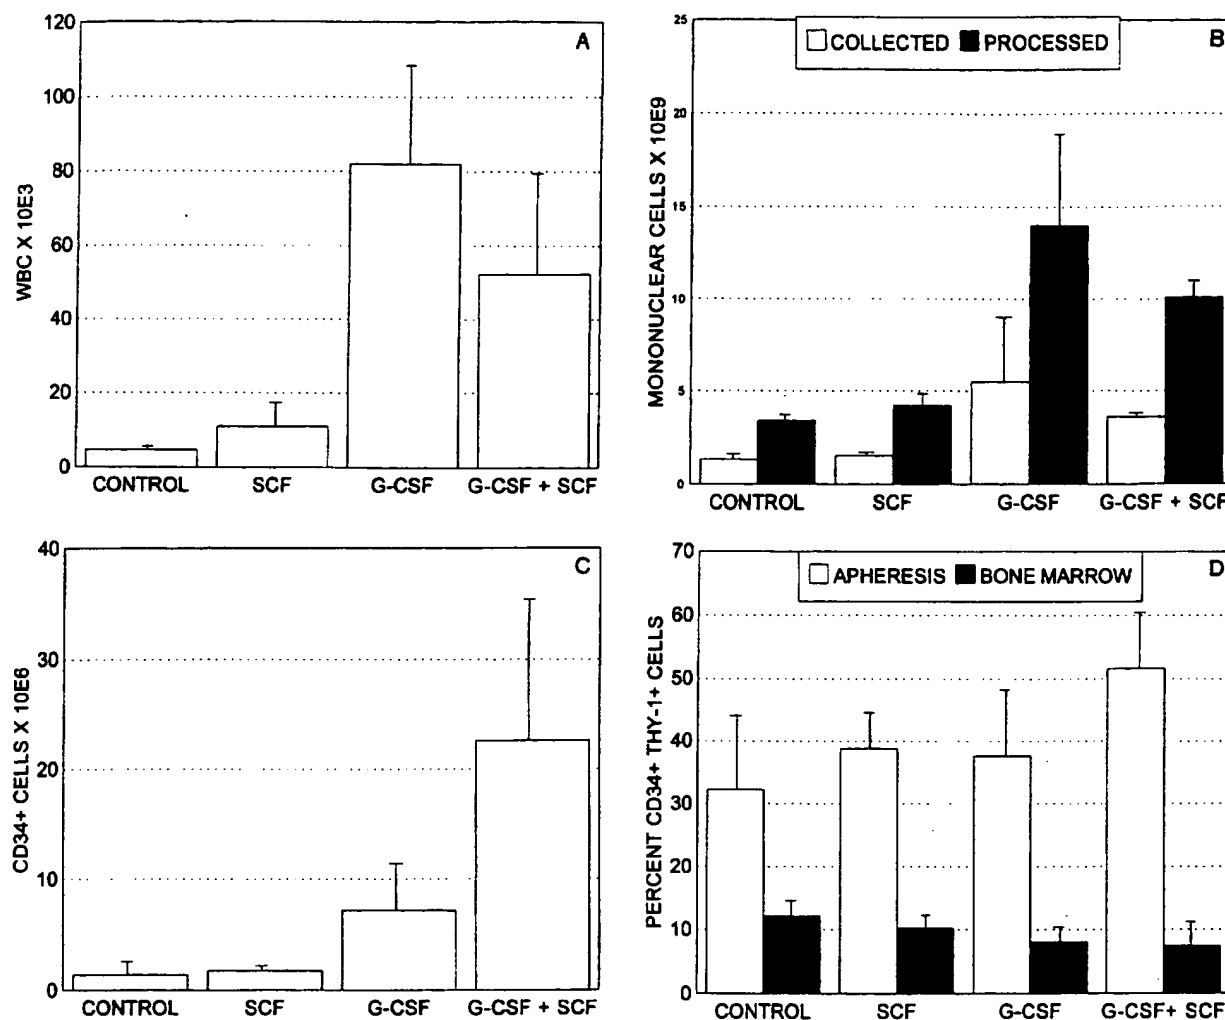 A
WBC X 10E3
120
100
80
60
40
20
0
CONTROL SCF G-CSF G-CSF + SCF
B
COLLECTED PROCESSED
MONONUCLEAR CELLS X 10E9
25
20
15
10
5
0
CONTROL SCF G-CSF G-CSF + SCF
C
CD34+ CELLS X 10E6
40
30
20
10
0
CONTROL SCF G-CSF G-CSF + SCF
D
APHERESIS BONE MARROW
PERCENT CD34+ THY-1+ CELLS
70
60
50
40
30
20
10
0
CONTROL SCF G-CSF G-CSF+ SCF